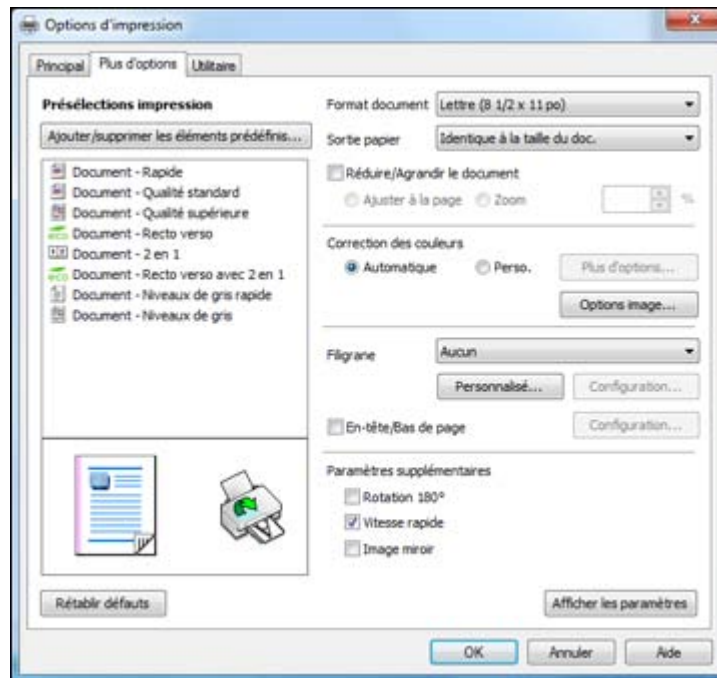 Options d'impression
Principal
Plus d'options
Utilitaire
Présélections impression
Ajouter/supprimer les éléments prédéfinis...
Document - Rapide
Document - Qualité standard
Document - Qualité supérieure
eco Document - Recto verso
Document - 2 en 1
eco Document - Recto verso avec 2 en 1
Document - Niveaux de gris rapide
Document - Niveaux de gris
Rétablir défauts
Format document Lettre (8 1/2 x 11 po)
Sortie papier Identique à la taille du doc.
Réduire/Agrandir le document
Ajuster à la page Zoom %
Correction des couleurs
Automatique Perso. Plus d'options...
Options image...
Filigrane Aucun
Personnalisé... Configuration...
En-tête/Bas de page Configuration...
Paramètres supplémentaires
Rotation 180°
Vitesse rapide
Image miroir
Afficher les paramètres
OK Annuler Aide